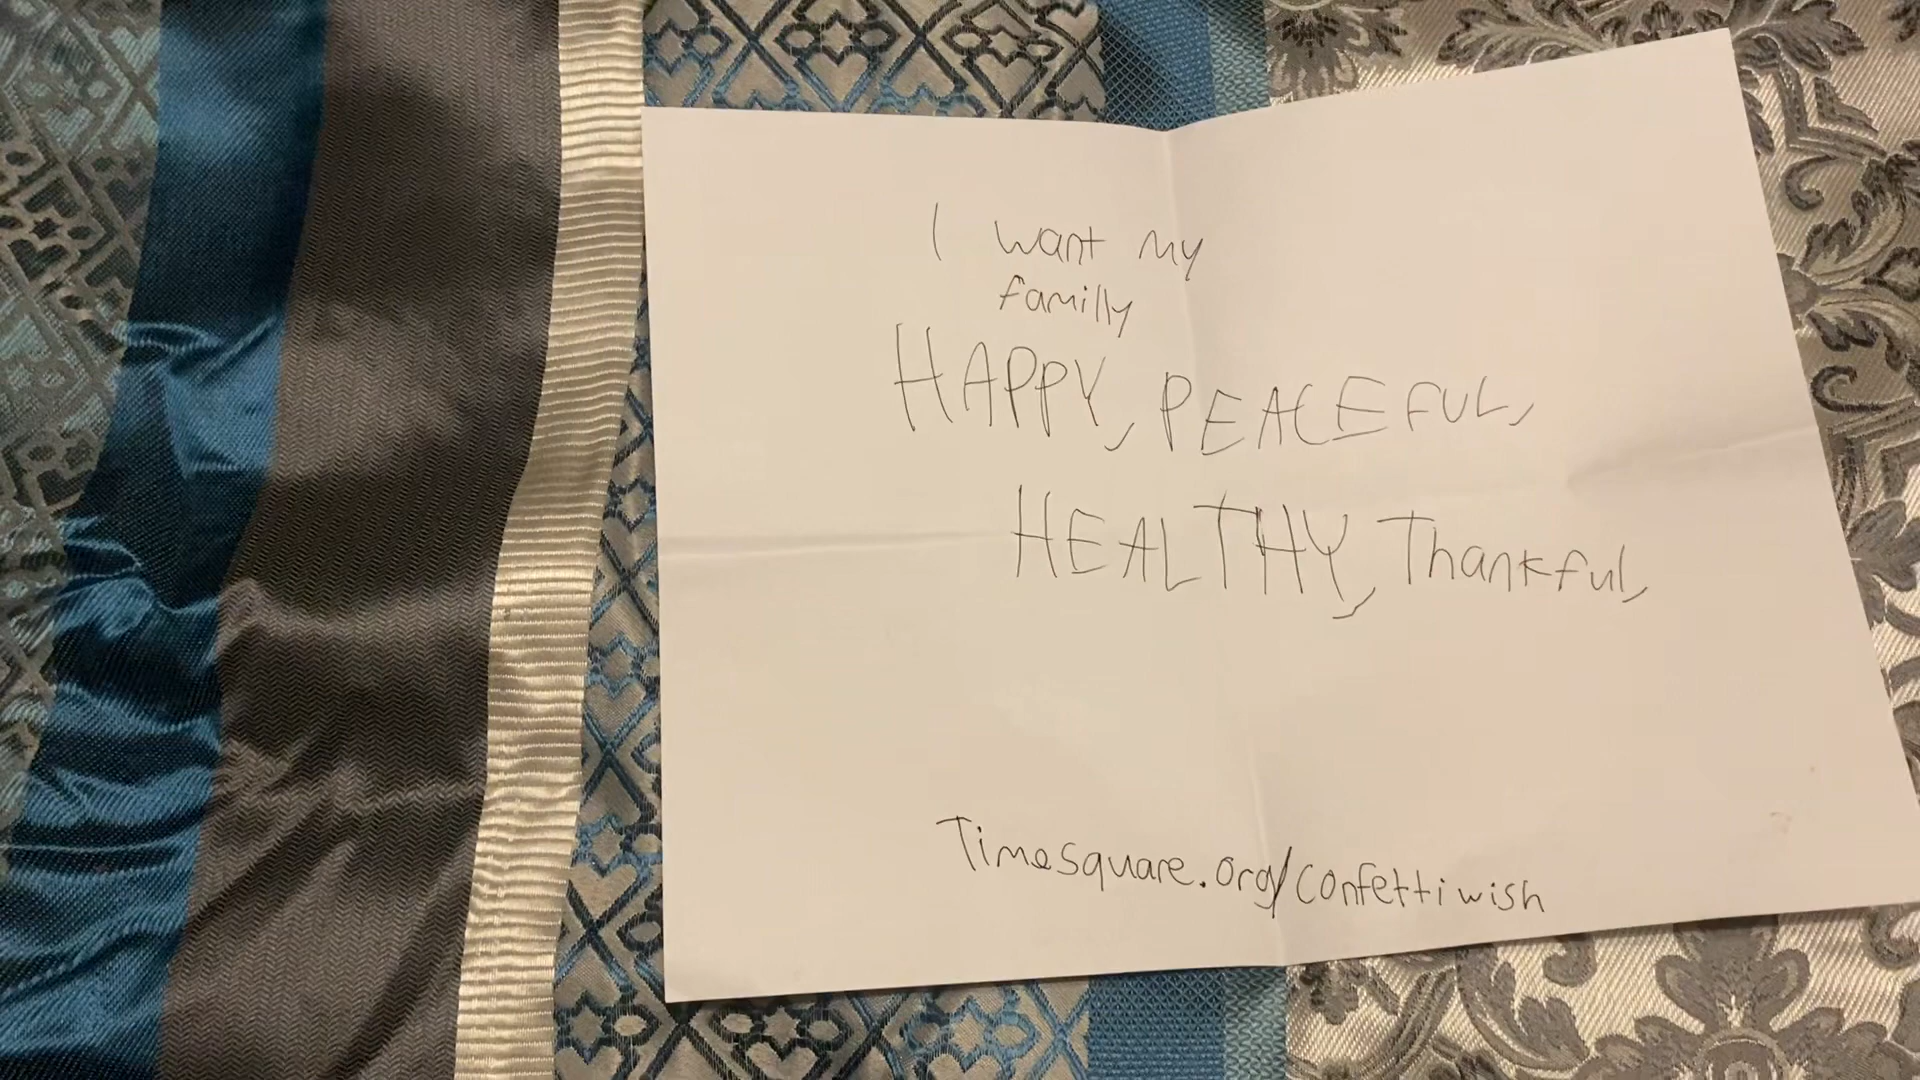 I want my
familly
HAPPY, PEACEFUL,
HEALTHY, Thankful,
Timesquare.org/confettiwish